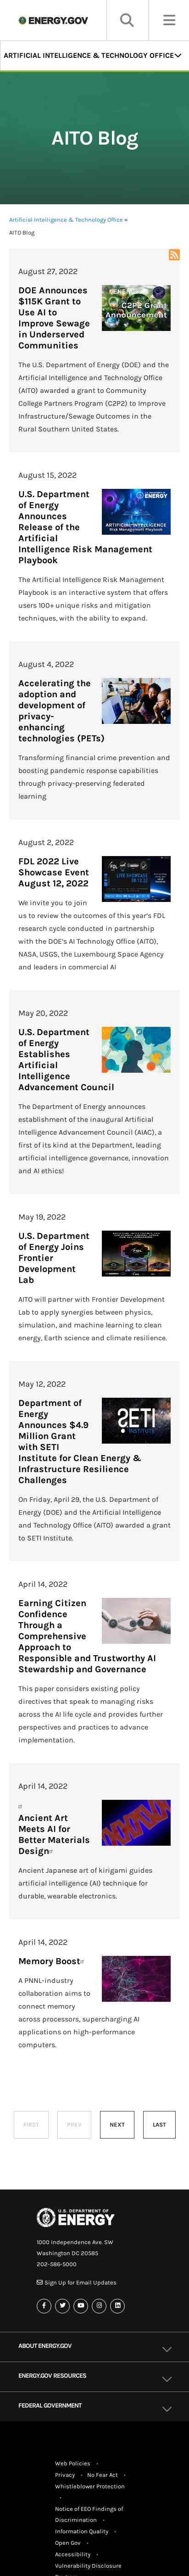 ENERGY.GOV
ARTIFICIAL INTELLIGENCE & TECHNOLOGY OFFICE
AITO Blog
Artificial Intelligence & Technology Office »
AITO Blog
August 27, 2022
DOE Announces
$115K Grant to
Use AI to
Improve Sewage
in Underserved
Communities
C2P2 Grant
Announcement
The U.S. Department of Energy (DOE) and the
Artificial Intelligence and Technology Office
(AITO) awarded a grant to Community
College Partners Program (C2P2) to Improve
Infrastructure/Sewage Outcomes in the
Rural Southern United States.
August 15, 2022
U.S. Department
of Energy
Announces
Release of the
Artificial
Intelligence Risk Management
Playbook
ENERGY
ARTIFICIAL INTELLIGENCE
Risk Management Playbook
The Artificial Intelligence Risk Management
Playbook is an interactive system that offers
users 100+ unique risks and mitigation
techniques, with the ability to expand.
August 4, 2022
Accelerating the
adoption and
development of
privacy-
enhancing
technologies (PETs)
Transforming financial crime prevention and
boosting pandemic response capabilities
through privacy-preserving federated
learning
August 2, 2022
FDL 2022 Live
Showcase Event
August 12, 2022
LIVE SHOWCASE
We invite you to join
us to review the outcomes of this year’s FDL
research cycle conducted in partnership
with the DOE’s AI Technology Office (AITO),
NASA, USGS, the Luxembourg Space Agency
and leaders in commercial AI
May 20, 2022
U.S. Department
of Energy
Establishes
Artificial
Intelligence
Advancement Council
The Department of Energy announces
establishment of the inaugural Artificial
Intelligence Advancement Council (AIAC), a
first of its kind at the Department, leading
artificial intelligence governance, innovation
and AI ethics!
May 19, 2022
U.S. Department
of Energy Joins
Frontier
Development
Lab
AITO will partner with Frontier Development
Lab to apply synergies between physics,
simulation, and machine learning to clean
energy, Earth science and climate resilience.
May 12, 2022
Department of
Energy
Announces $4.9
Million Grant
with SETI
Institute for Clean Energy &
Infrastructure Resilience
Challenges
SETI
INSTITUTE
On Friday, April 29, the U.S. Department of
Energy (DOE) and the Artificial Intelligence
and Technology Office (AITO) awarded a grant
to SETI Institute.
April 14, 2022
Earning Citizen
Confidence
Through a
Comprehensive
Approach to
Responsible and Trustworthy AI
Stewardship and Governance
This paper considers existing policy
directives that speak to managing risks
across the AI life cycle and provides further
perspectives and practices to advance
implementation.
April 14, 2022
Ancient Art
Meets AI for
Better Materials
Design
Ancient Japanese art of kirigami guides
artificial intelligence (AI) technique for
durable, wearable electronics.
April 14, 2022
Memory Boost
A PNNL-industry
collaboration aims to
connect memory
across processors, supercharging AI
applications on high-performance
computers.
FIRST PREV NEXT LAST
U.S. DEPARTMENT OF
ENERGY
1000 Independence Ave. SW
Washington DC 20585
202-586-5000
Sign Up for Email Updates
ABOUT ENERGY.GOV
ENERGY.GOV RESOURCES
FEDERAL GOVERNMENT
Web Policies •
Privacy • No Fear Act •
Whistleblower Protection
•
Notice of EEO Findings of
Discrimination •
Information Quality •
Open Gov •
Accessibility •
Vulnerability Disclosure